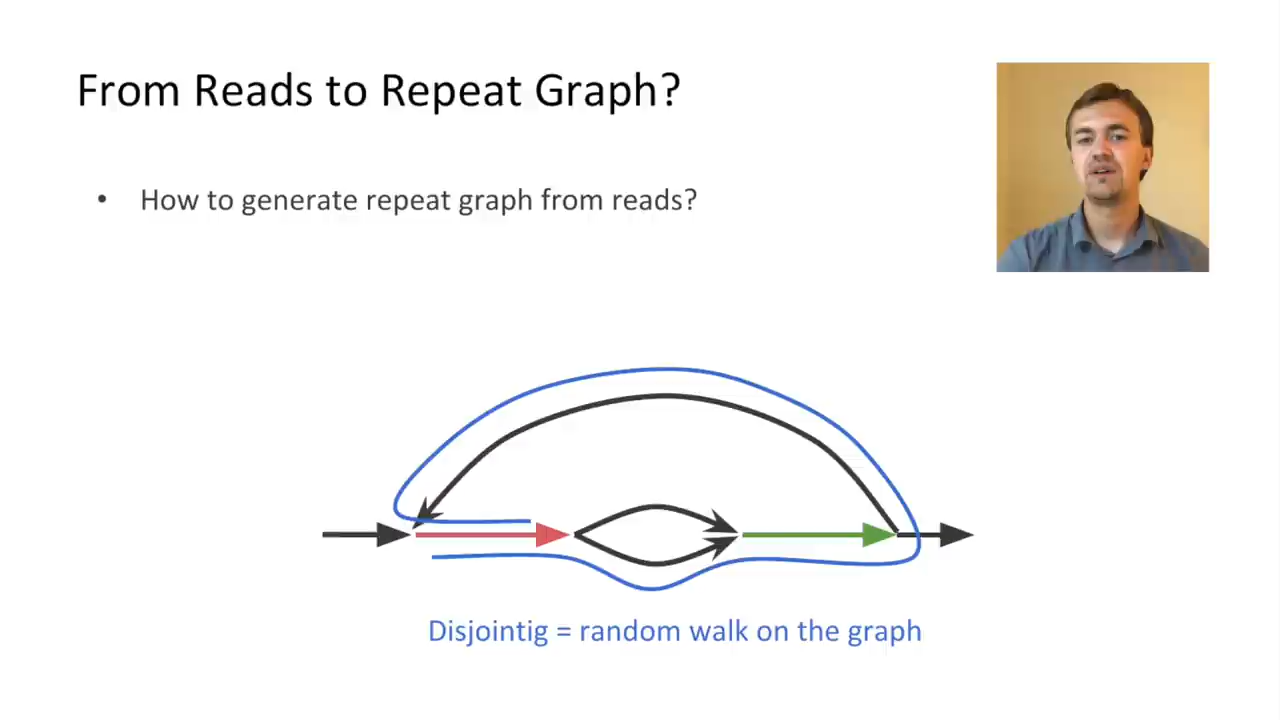 From Reads to Repeat Graph?
• How to generate repeat graph from reads?
Disjointig = random walk on the graph